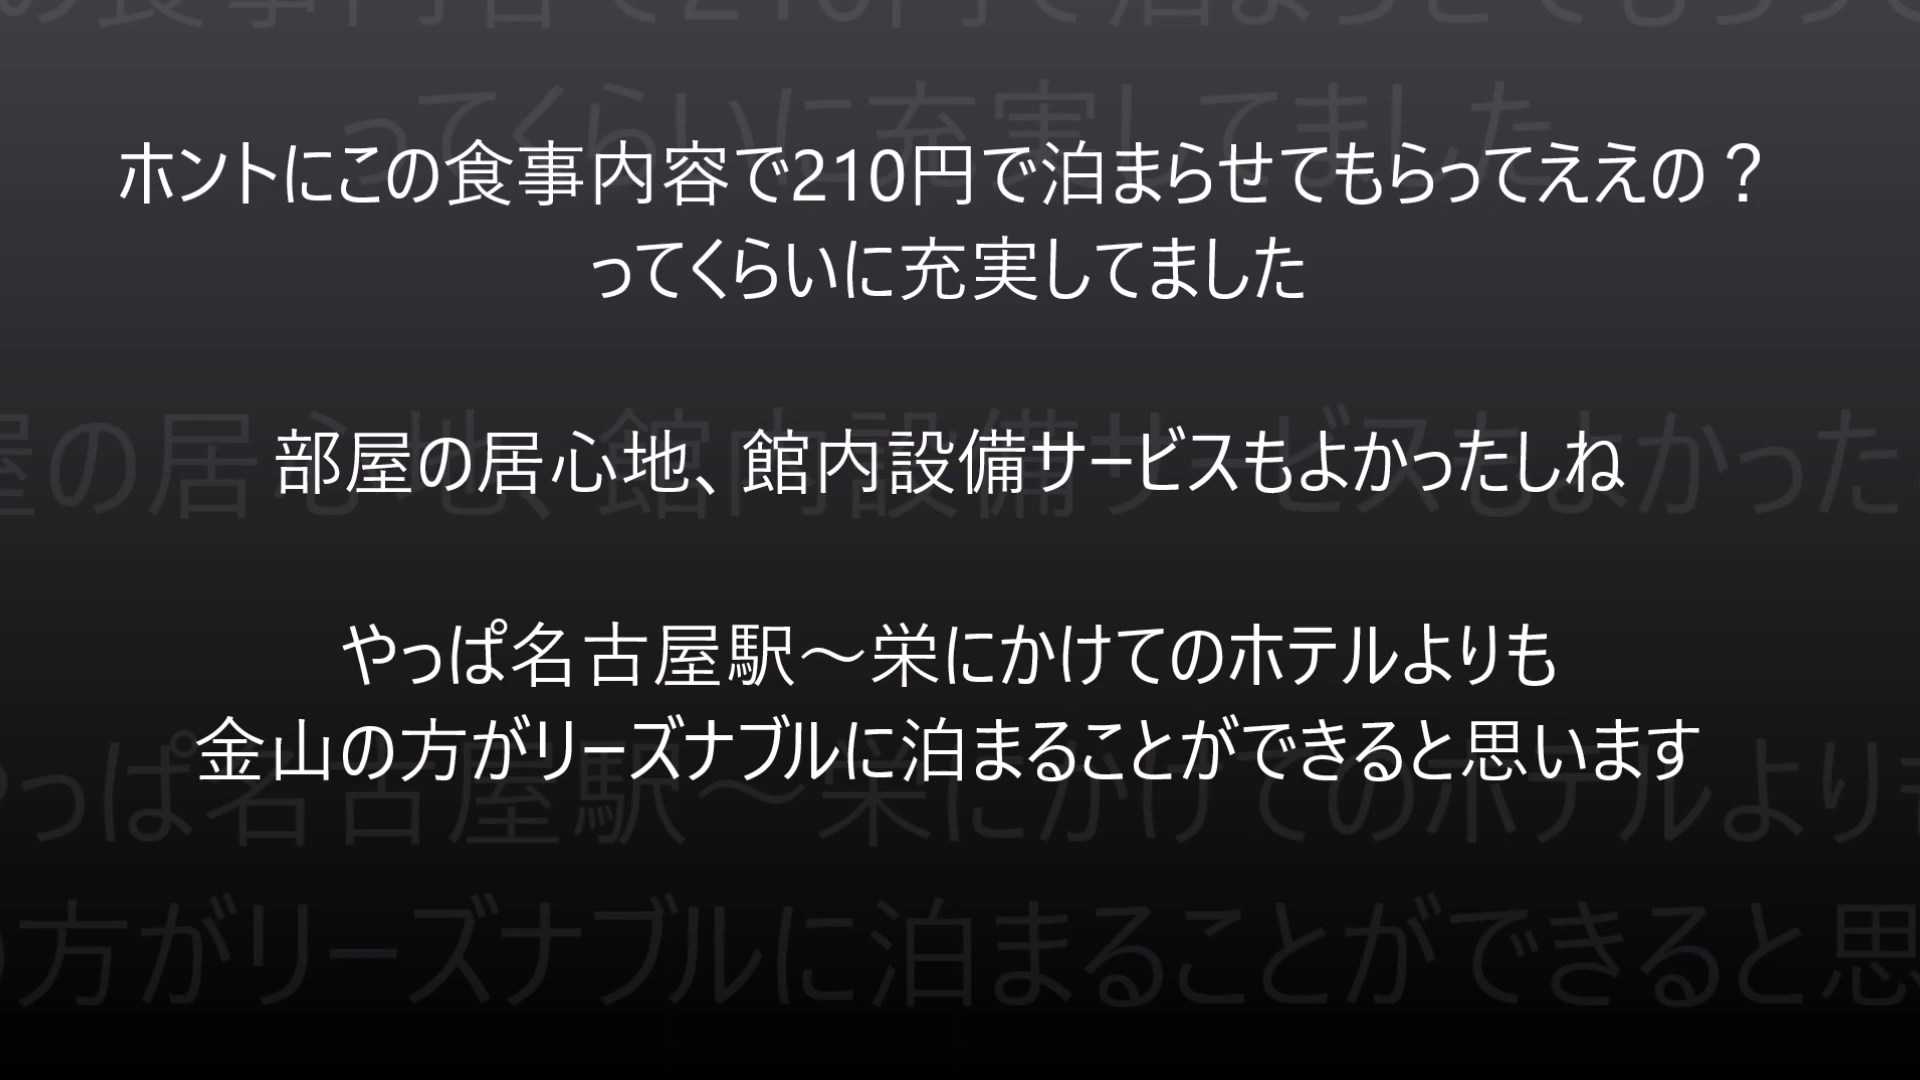 ホントにこの食事内容で210円で泊まらせてもらってええの？
ってくらいに充実してました
部屋の居心地、館内設備サービスもよかったしね
やっぱ名古屋駅～栄にかけてのホテルよりも
金山の方がリーズナブルに泊まることができると思います